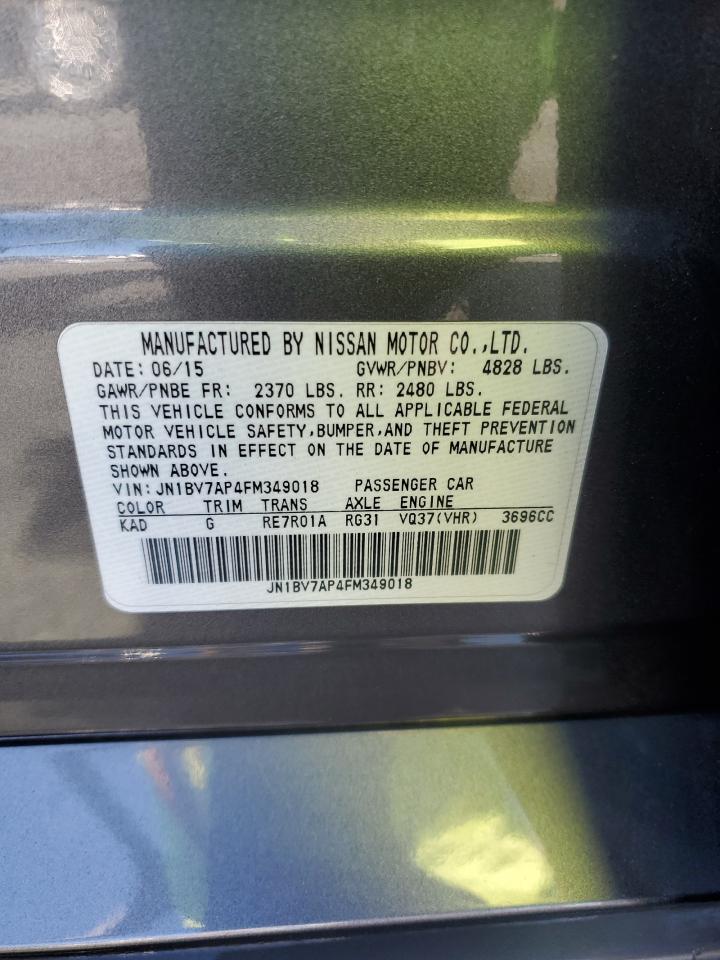 MANUFACTURED BY NISSAN MOTOR CO.,LTD.
DATE: 06/15 GVWR/PNBV: 4828 LBS.
GAWR/PNBE FR: 2370 LBS. RR: 2480 LBS.
THIS VEHICLE CONFORMS TO ALL APPLICABLE FEDERAL
MOTOR VEHICLE SAFETY,BUMPER,AND THEFT PREVENTION
STANDARDS IN EFFECT ON THE DATE OF MANUFACTURE
SHOWN ABOVE.
VIN:JN1BV7AP4FM349018 PASSENGER CAR
COLOR TRIM TRANS AXLE ENGINE
KAD G RE7R01A RG31 VQ37(VHR) 3696CC
JN1BV7AP4FM349018